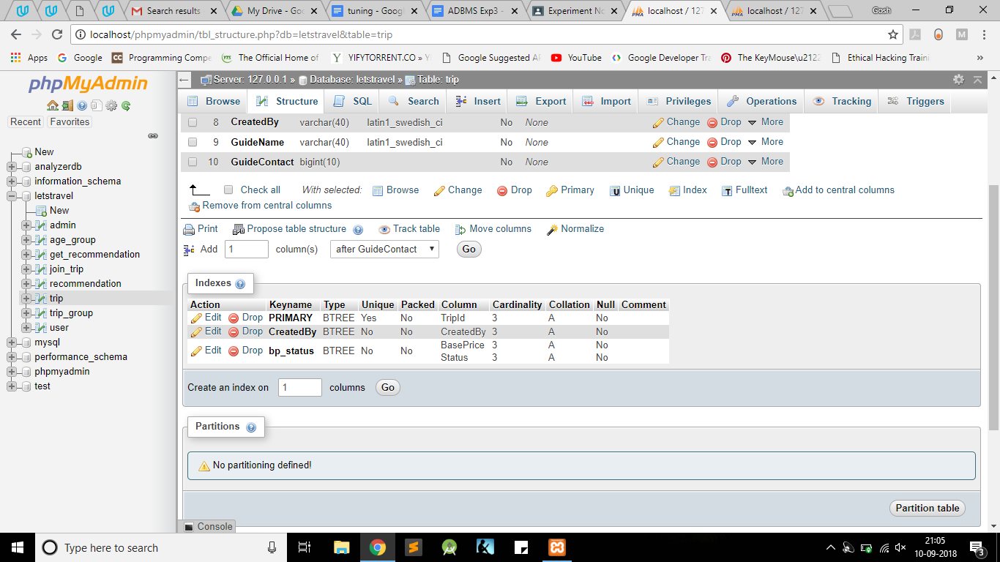 Search results
My Drive - Goo
tuning - Googl
ADBMS Exp3 -
Experiment No
localhost / 127
localhost / 127
Gosh
localhost/phpmyadmin/tbl_structure.php?db=letstravel&table=trip
M
Apps Google CC Programming Compe YTS The Official Home of Y YIFYTORRENT.CO » Y Google Suggested AP YouTube Google Developer Tra The KeyMouse\u2122 Ethical Hacking Traini »
phpMyAdmin
Recent Favorites
New
analyzerdb
information_schema
letstravel
New
admin
age_group
get_recommendation
join_trip
recommendation
trip
trip_group
user
mysql
performance_schema
phpmyadmin
test
Server: 127.0.0.1 » Database: letstravel » Table: trip
Browse Structure SQL Search Insert Export Import Privileges Operations Tracking Triggers
8 CreatedBy varchar(40) latin1_swedish_ci No None Change Drop More
9 GuideName varchar(40) latin1_swedish_ci No None Change Drop More
10 GuideContact bigint(10) No None Change Drop More
Check all With selected: Browse Change Drop Primary Unique Index Fulltext Add to central columns
Remove from central columns
Print Propose table structure Track table Move columns Normalize
Add 1 column(s) after GuideContact Go
Indexes
Action Keyname Type Unique Packed Column Cardinality Collation Null Comment
Edit Drop PRIMARY BTREE Yes No TripId 3 A No
Edit Drop CreatedBy BTREE No No CreatedBy 3 A No
Edit Drop bp_status BTREE No No BasePrice 3 A No
Status 3 A No
Create an index on 1 columns Go
Partitions
No partitioning defined!
Partition table
Console
Type here to search
21:05
10-09-2018
3